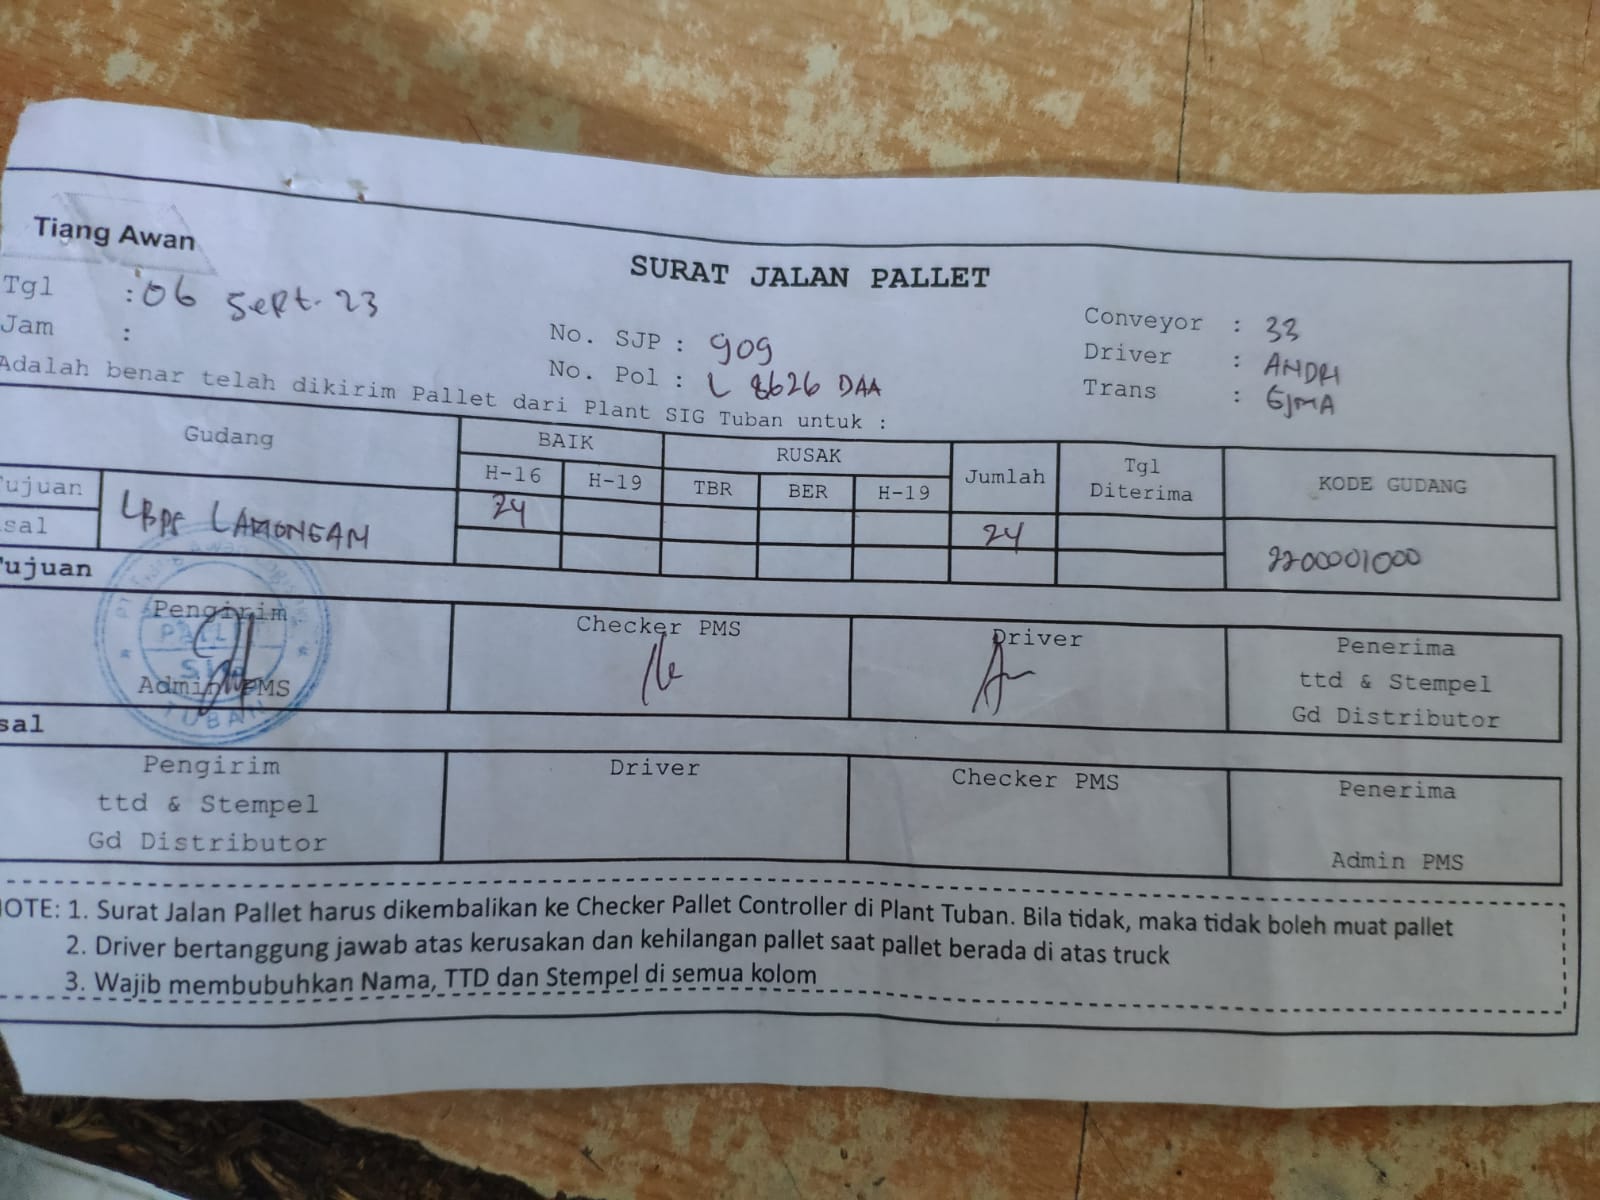 Tiang Awan
SURAT JALAN PALLET
Tgl : 06 Sept. 23
Jam :
No. SJP : 909
No. Pol : L 8626 DAA
Conveyor : 33
Driver : ANDRI
Trans : GJMA
Adalah benar telah dikirim Pallet dari Plant SIG Tuban untuk :
Gudang BAIK RUSAK Jumlah Tgl Diterima KODE GUDANG
H-16 H-19 TBR BER H-19
ujuan LBPC LAMONGAN 24 24 2200001000
sal
ujuan
Pengirim Checker PMS Driver Penerima
ttd & Stempel
Admin PMS Gd Distributor
PALLET
TUBAN
sal
Pengirim Driver Checker PMS Penerima
ttd & Stempel
Gd Distributor Admin PMS
NOTE: 1. Surat Jalan Pallet harus dikembalikan ke Checker Pallet Controller di Plant Tuban. Bila tidak, maka tidak boleh muat pallet
2. Driver bertanggung jawab atas kerusakan dan kehilangan pallet saat pallet berada di atas truck
3. Wajib membubuhkan Nama, TTD dan Stempel di semua kolom